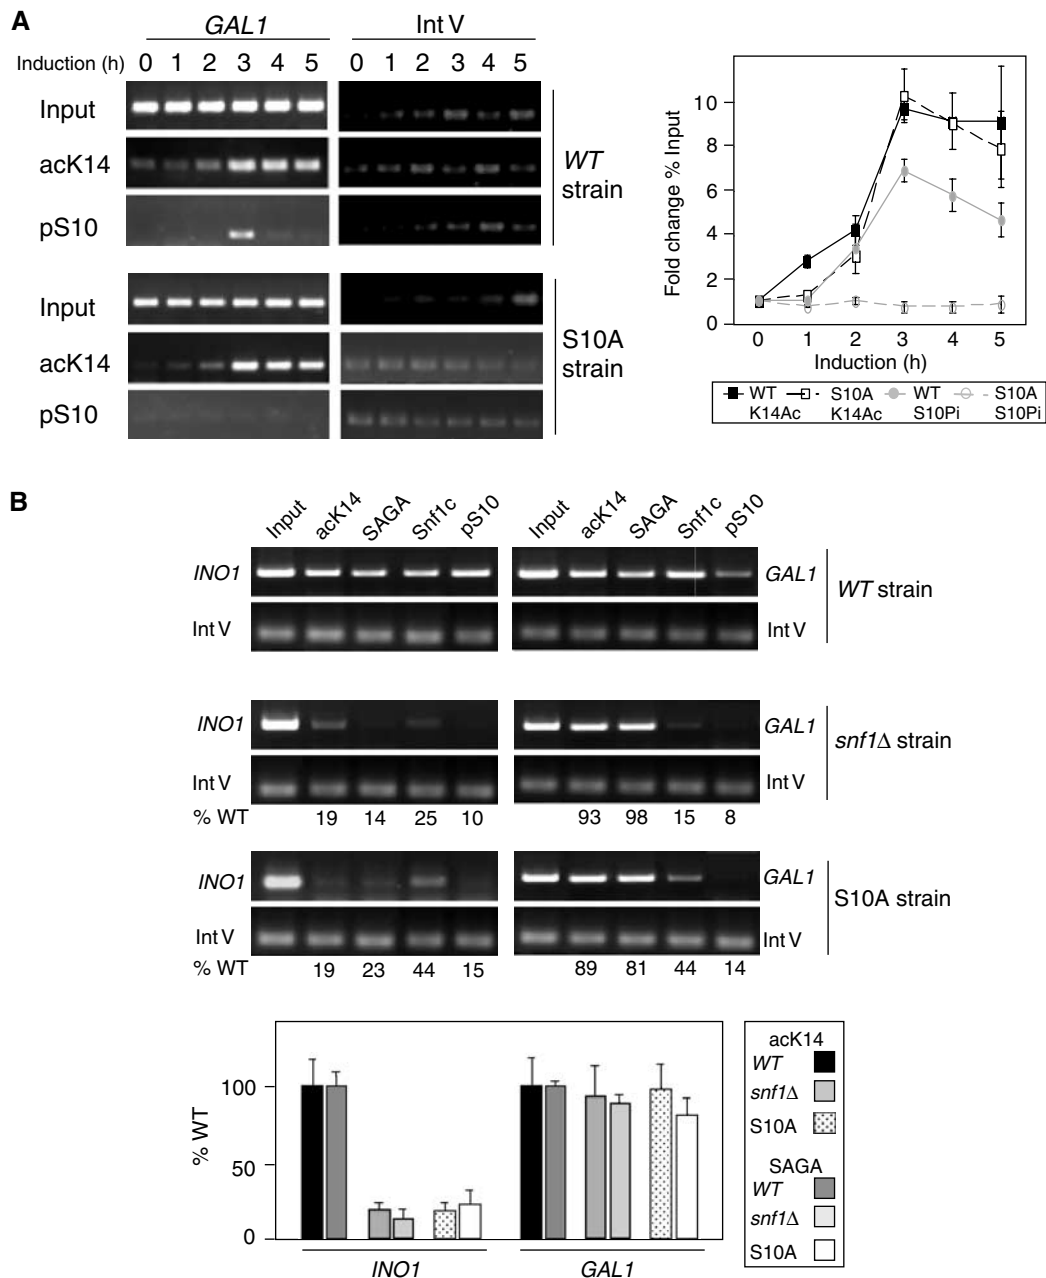 A
GAL1 Int V
Induction (h) 0 1 2 3 4 5 0 1 2 3 4 5
Input
acK14
pS10
WT
strain
Input
acK14
pS10
S10A
strain
Fold change % Input
10
8
6
4
2
0
0 1 2 3 4 5
Induction (h)
WT S10A WT S10A
K14Ac K14Ac S10Pi S10Pi
B
Input acK14 SAGA Snf1c pS10 Input acK14 SAGA Snf1c pS10
INO1 GAL1
Int V Int V
WT strain
INO1 GAL1
Int V Int V
snf1Δ strain
% WT 19 14 25 10 93 98 15 8
INO1 GAL1
Int V Int V
S10A strain
% WT 19 23 44 15 89 81 44 14
% WT
100
50
0
INO1 GAL1
acK14
WT
snf1Δ
S10A
SAGA
WT
snf1Δ
S10A